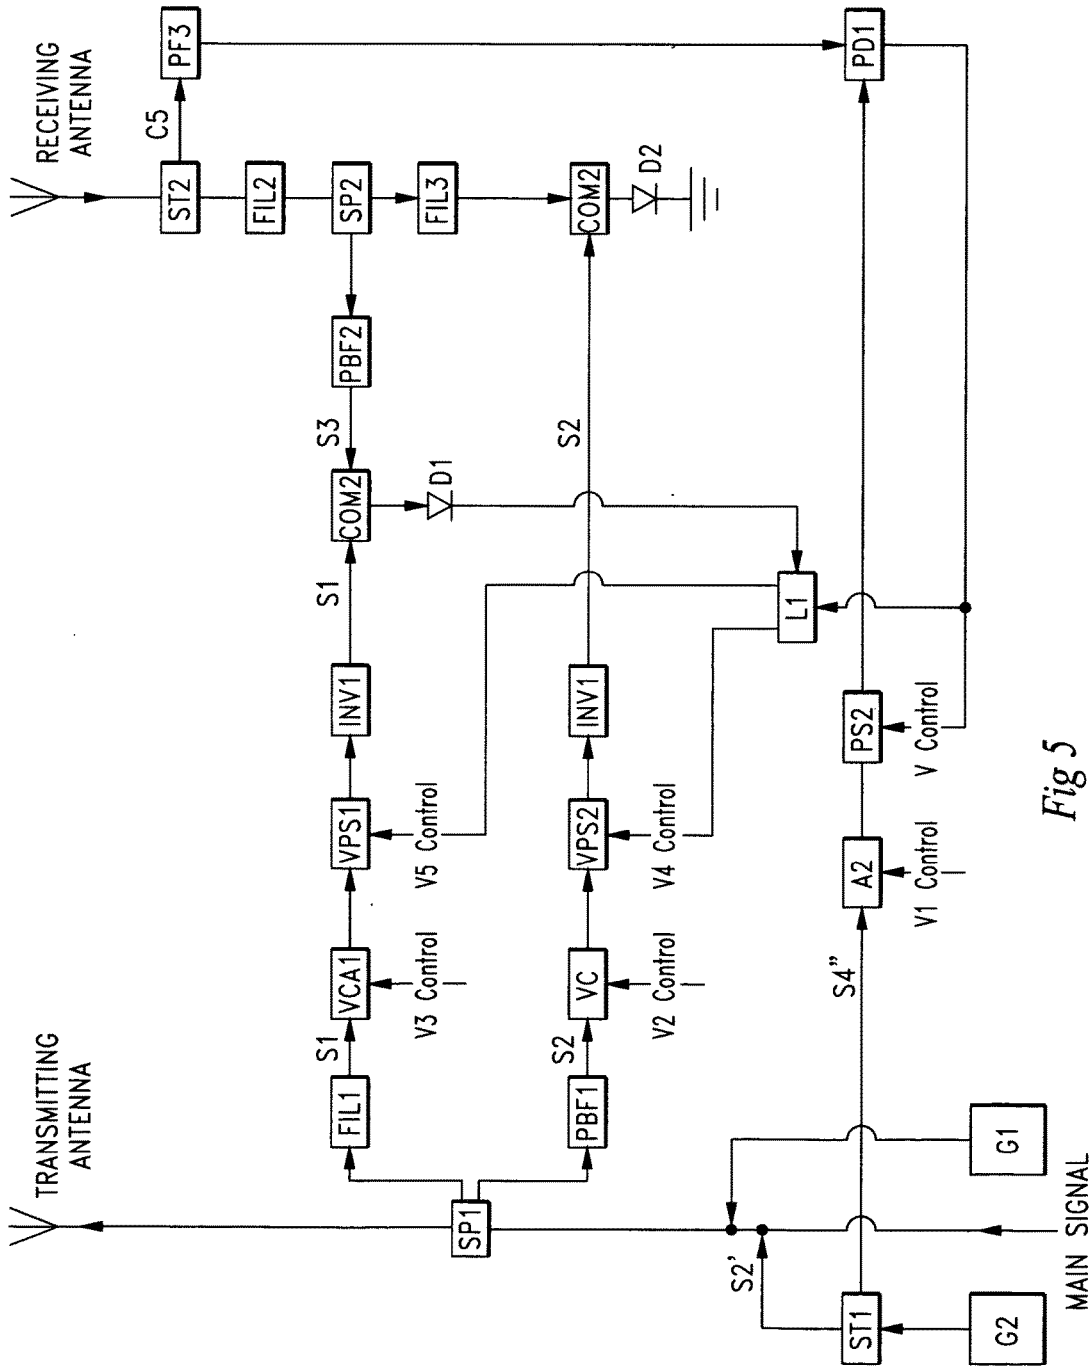 TRANSMITTING
ANTENNA
RECEIVING
ANTENNA
ST2
C5
PF3
FIL2
SP2
FIL3
PBF2
S3
COM2
D1
COM2
D2
FIL1
S1
VCA1
V3 Control
VPS1
V5 Control
INV1
S1
SP1
PBF1
S2
VC
V2 Control
VPS2
V4 Control
INV1
S2
L1
S2'
ST1
S4"
A2
V1 Control
PS2
V Control
PD1
G2
G1
MAIN SIGNAL
Fig 5